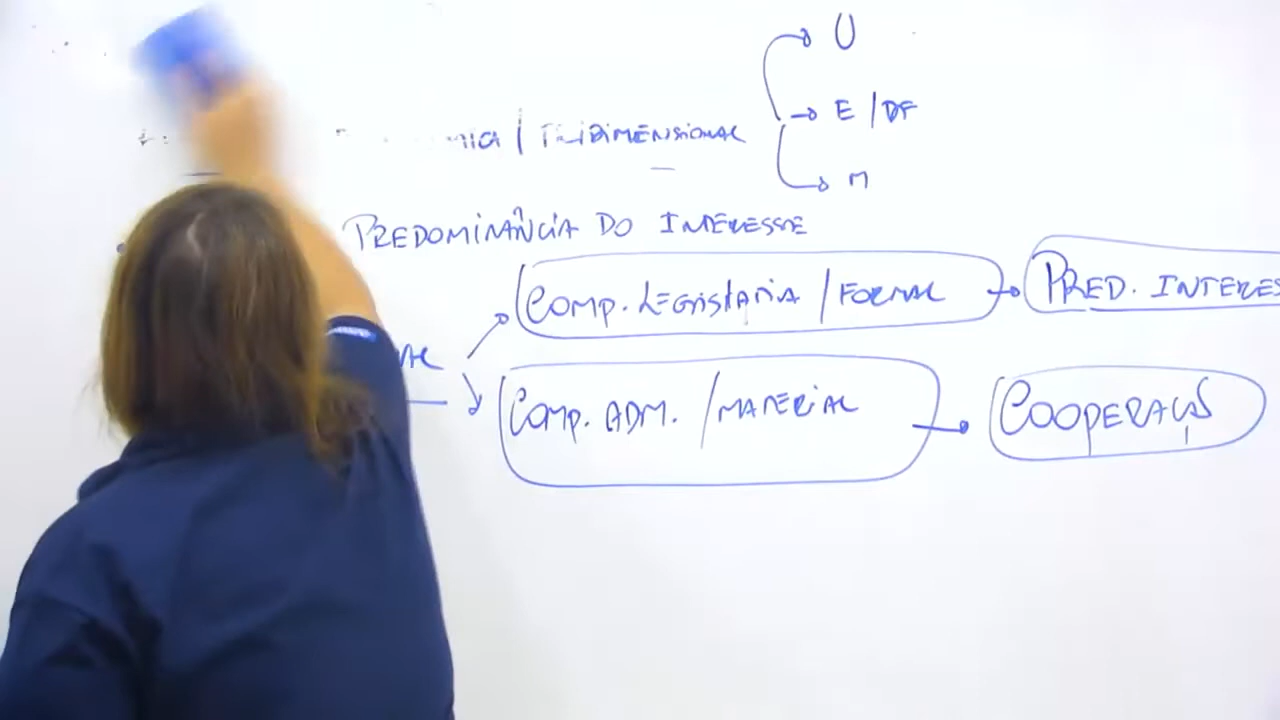 U
E / DF
/ TRIDIMENSIONAL
M
PREDOMINÂNCIA DO INTERESSE
COMP. LEGISLATIVA / FORMAL → PRED. INTERES
COMP. ADM. / MATERIAL → COOPERAÇÃO